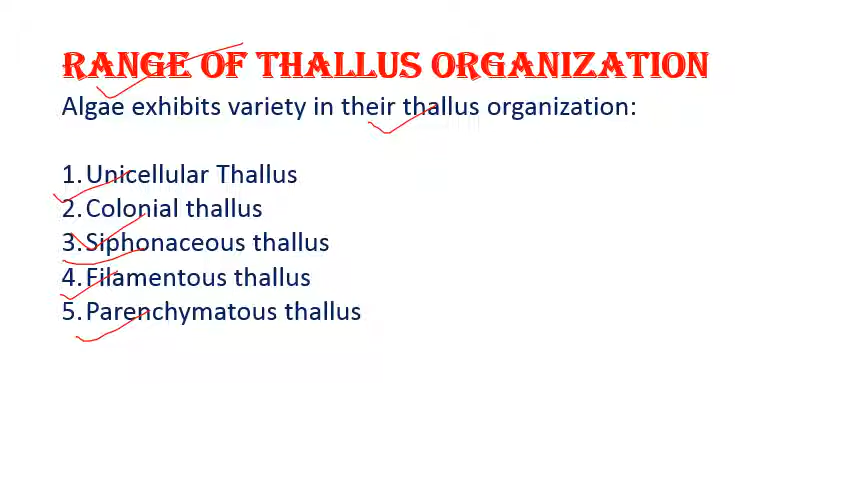 RANGE OF THALLUS ORGANIZATION
Algae exhibits variety in their thallus organization:
1. Unicellular Thallus
2. Colonial thallus
3. Siphonaceous thallus
4. Filamentous thallus
5. Parenchymatous thallus